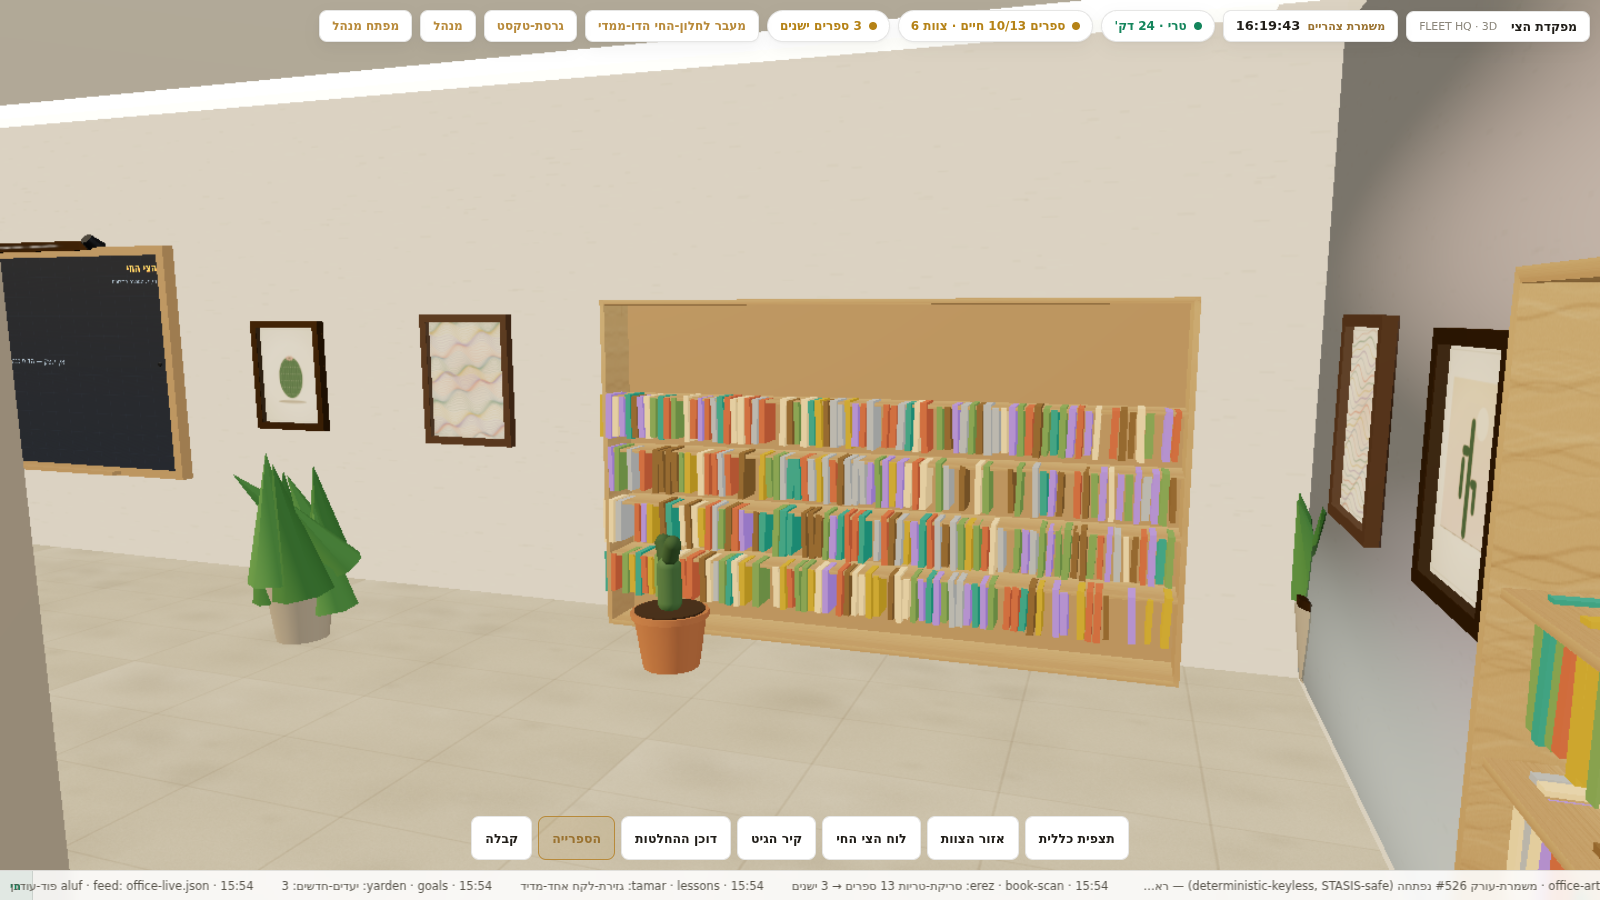 מפקדת הצי FLEET HQ · 3D
משמרת צהריים 16:19:43
טרי · 24 דק'
ספרים 10/13 חיים · צוות 6
3 ספרים ישנים
מעבר לחלון-החי הדו-ממדי
גרסת-טקסט
מנהל
מפתח מנהל
הצי החי
תצפית כללית
אזור הצוות
לוח הצי החי
קיר הגיט
דוכן ההחלטות
הספרייה
קבלה
office-art · משמרת-עורק #526 נפתחה (deterministic-keyless, STASIS-safe) — רא...
15:54 · erez · book-scan: סריקת-טריות 13 ספרים → 3 ישנים
15:54 · tamar · lessons: גזירת-לקח אחד-מדיד
15:54 · yarden · goals: יעדים-חדשים: 3
15:54 · aluf · feed: office-live.json